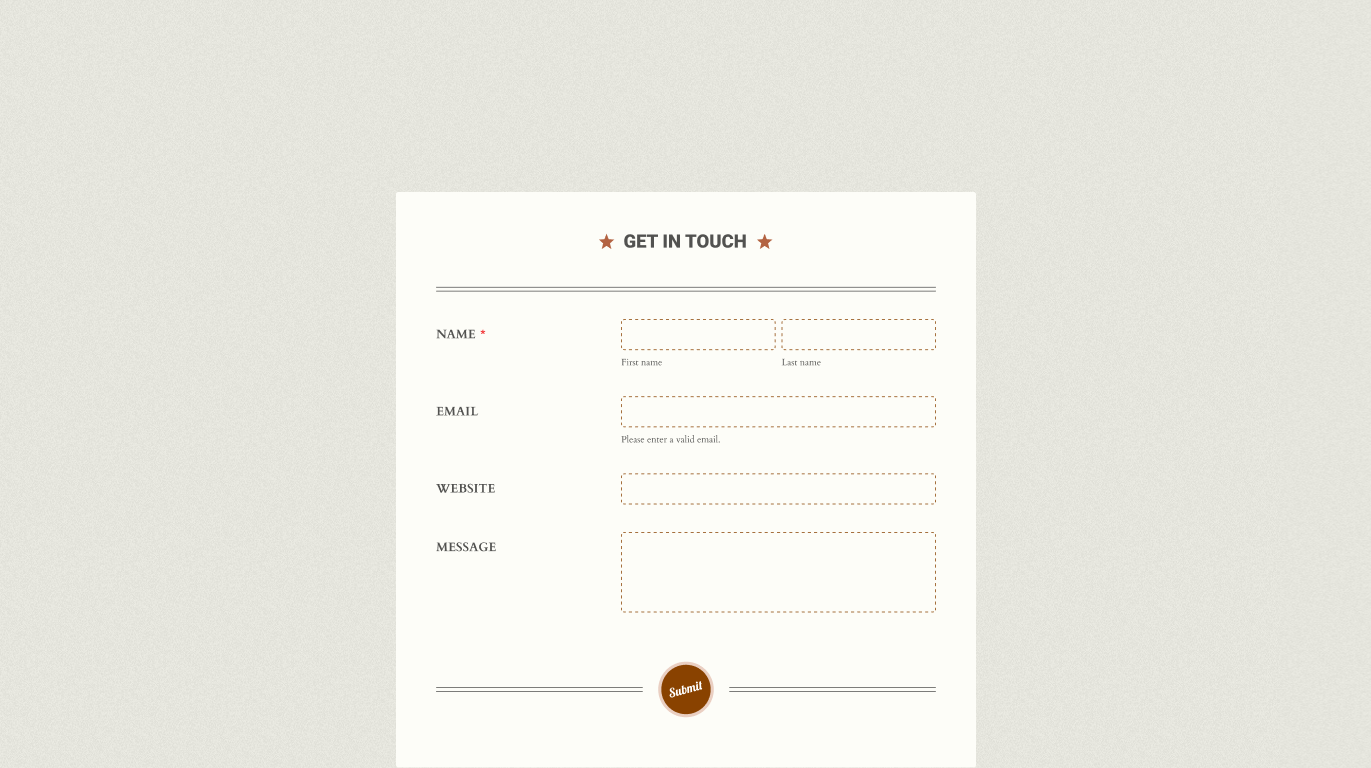 GET IN TOUCH
NAME *
First name
Last name
EMAIL
Please enter a valid email.
WEBSITE
MESSAGE
Submit